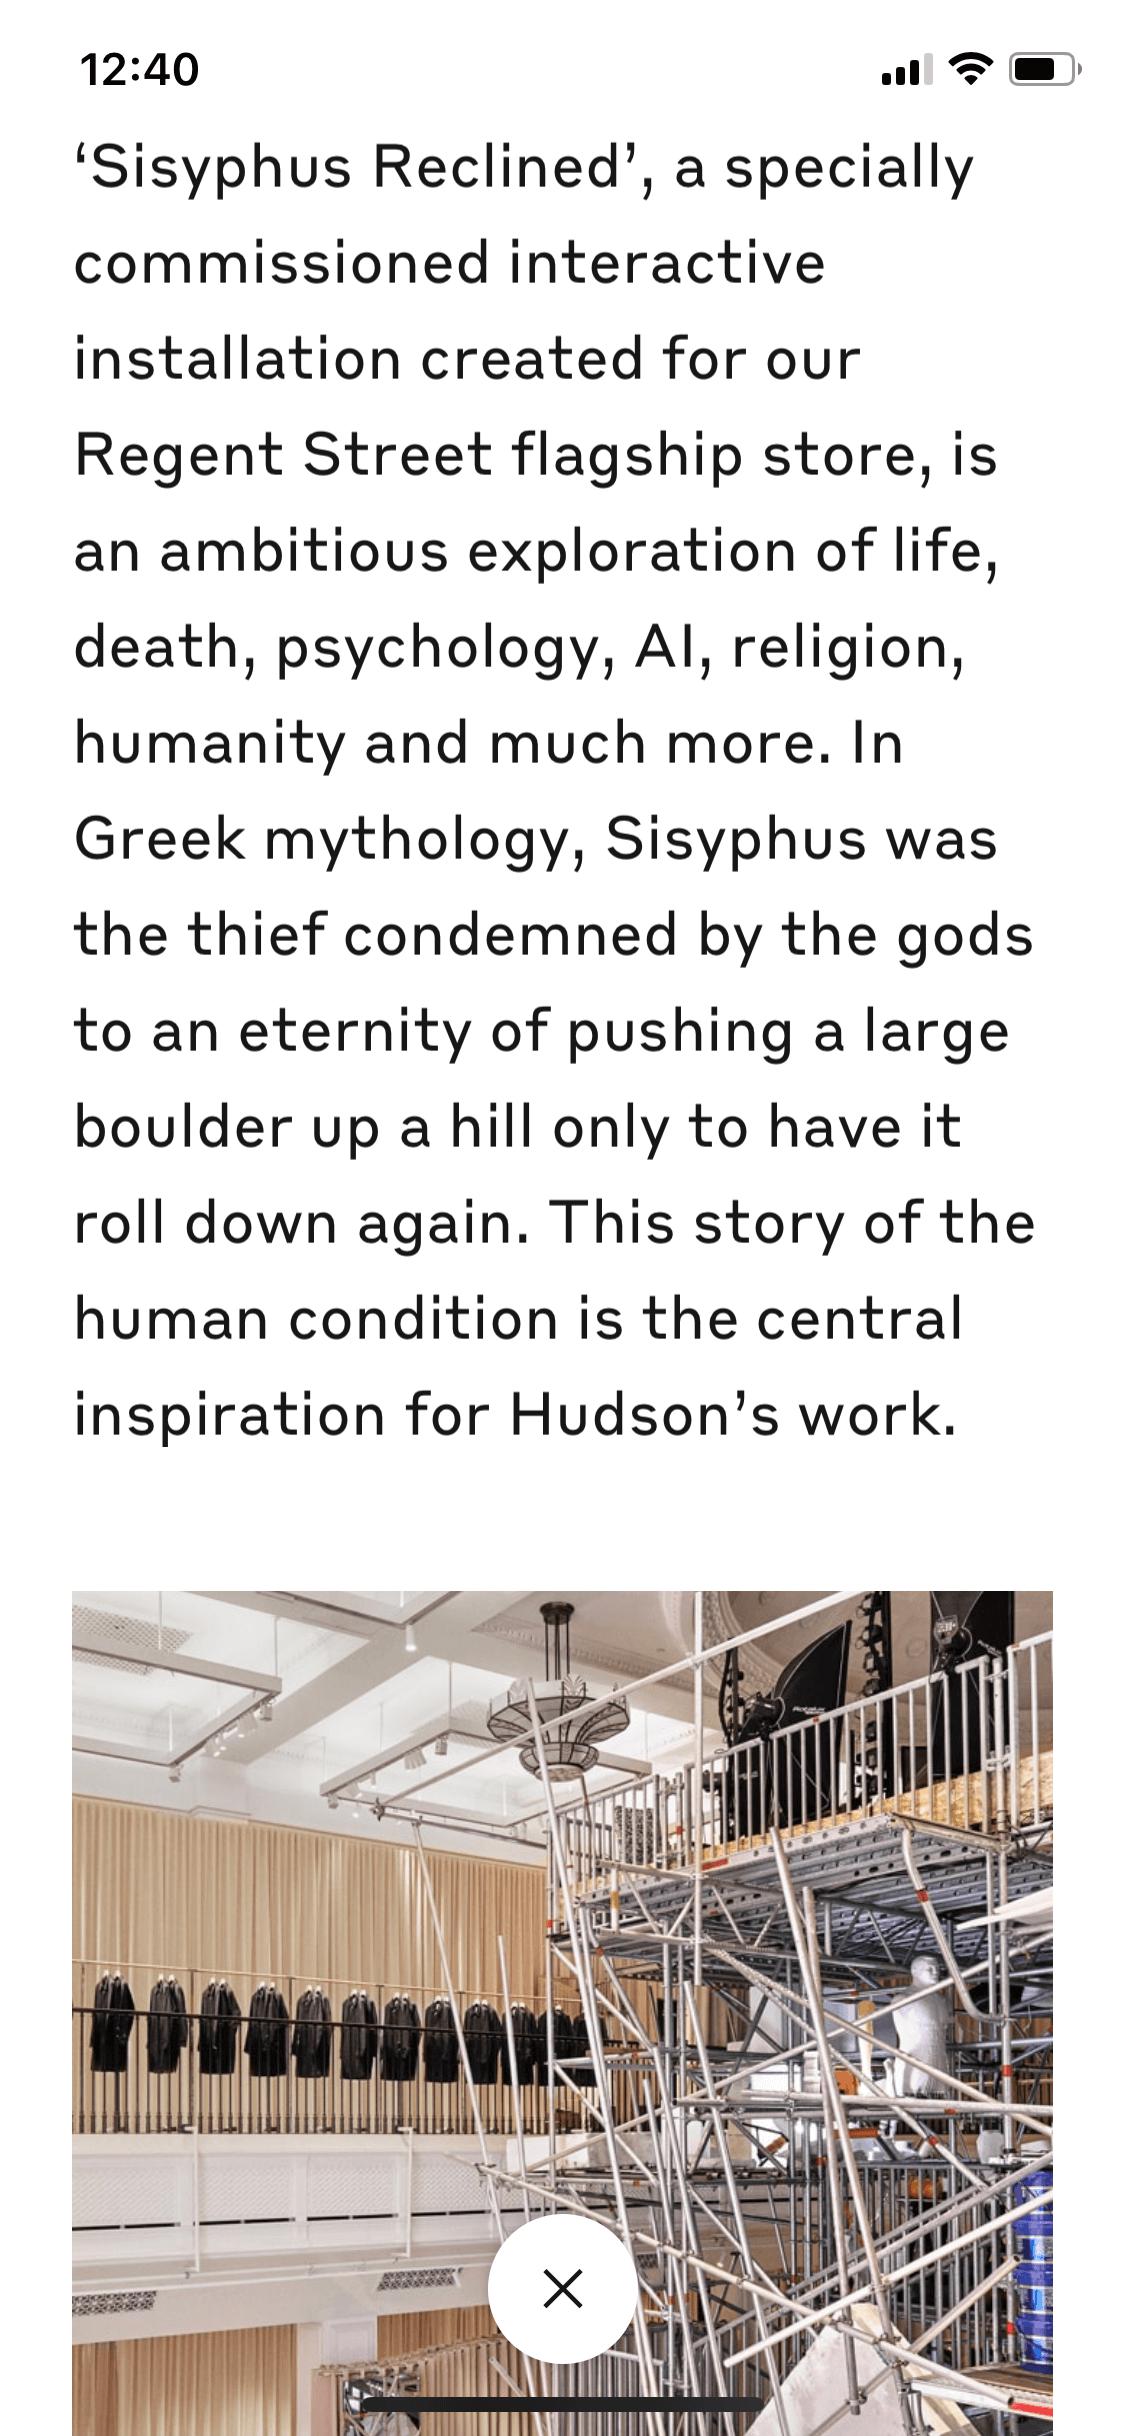 12:40
‘Sisyphus Reclined’, a specially
commissioned interactive
installation created for our
Regent Street flagship store, is
an ambitious exploration of life,
death, psychology, AI, religion,
humanity and much more. In
Greek mythology, Sisyphus was
the thief condemned by the gods
to an eternity of pushing a large
boulder up a hill only to have it
roll down again. This story of the
human condition is the central
inspiration for Hudson’s work.